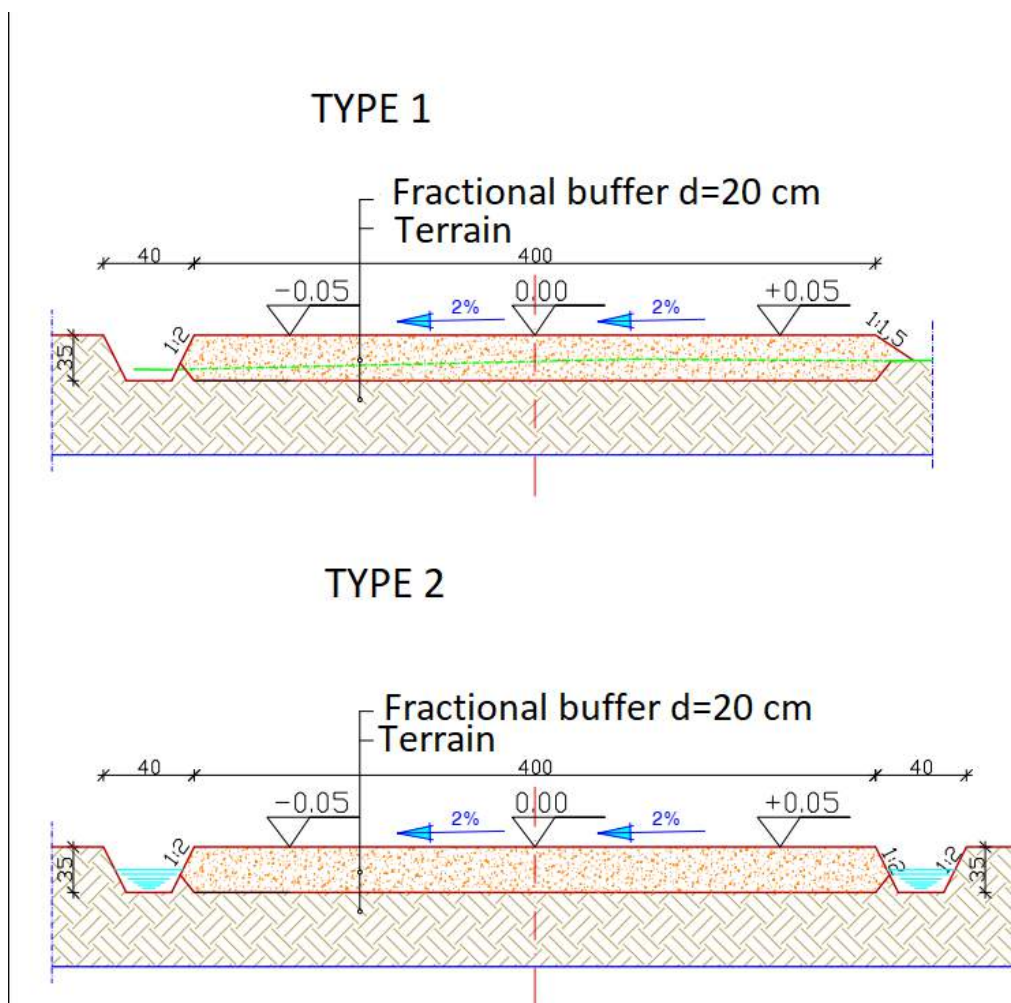 TYPE 1
Fractional buffer d=20 cm
Terrain
40 400
-0.05 0.00 +0.05
2% 2%
1:2 1:1,5
35
TYPE 2
Fractional buffer d=20 cm
Terrain
40 400 40
-0.05 0.00 +0.05
2% 2%
1:2 1:2 1:2
35 35